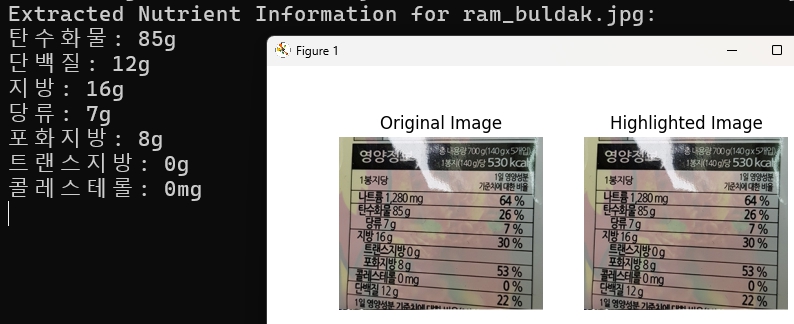 Extracted Nutrient Information for ram_buldak.jpg:
탄수화물: 85g
단백질: 12g
지방: 16g
당류: 7g
포화지방: 8g
트랜스지방: 0g
콜레스테롤: 0mg
Figure 1
Original Image
영양정보 총 내용량 700 g(140 g x 5개입)
1봉지(140 g)당 530 kcal
1봉지당 1일 영양성분
기준치에 대한 비율
나트륨 1,280 mg 64 %
탄수화물 85 g 26 %
당류 7 g 7 %
지방 16 g 30 %
트랜스지방 0 g
포화지방 8 g 53 %
콜레스테롤 0 mg 0 %
단백질 12 g 22 %
1일 영양성분 기준치에 대한 비율
Highlighted Image
영양정보 총 내용량 700 g(140 g x 5개입)
1봉지(140 g)당 530 kcal
1봉지당 1일 영양성분
기준치에 대한 비율
나트륨 1,280 mg 64 %
탄수화물 85 g 26 %
당류 7 g 7 %
지방 16 g 30 %
트랜스지방 0 g
포화지방 8 g 53 %
콜레스테롤 0 mg 0 %
단백질 12 g 22 %